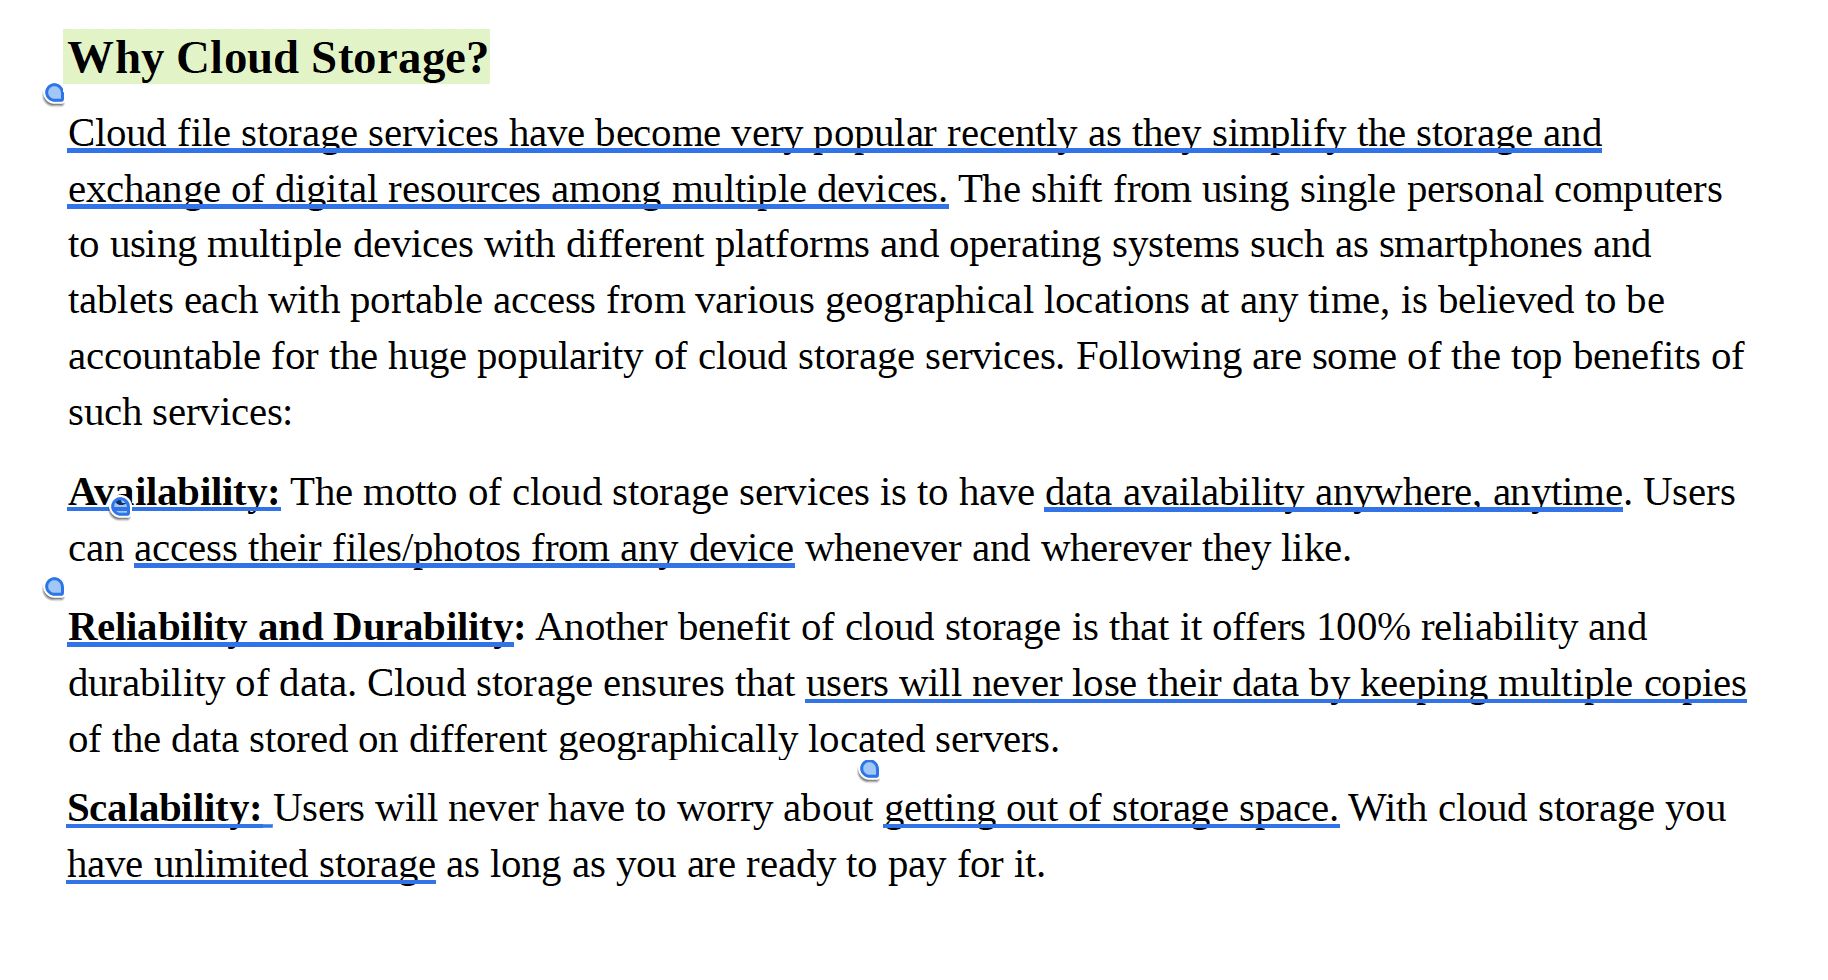 Why Cloud Storage?
Cloud file storage services have become very popular recently as they simplify the storage and
exchange of digital resources among multiple devices. The shift from using single personal computers
to using multiple devices with different platforms and operating systems such as smartphones and
tablets each with portable access from various geographical locations at any time, is believed to be
accountable for the huge popularity of cloud storage services. Following are some of the top benefits of
such services:
Availability: The motto of cloud storage services is to have data availability anywhere, anytime. Users
can access their files/photos from any device whenever and wherever they like.
Reliability and Durability: Another benefit of cloud storage is that it offers 100% reliability and
durability of data. Cloud storage ensures that users will never lose their data by keeping multiple copies
of the data stored on different geographically located servers.
Scalability: Users will never have to worry about getting out of storage space. With cloud storage you
have unlimited storage as long as you are ready to pay for it.